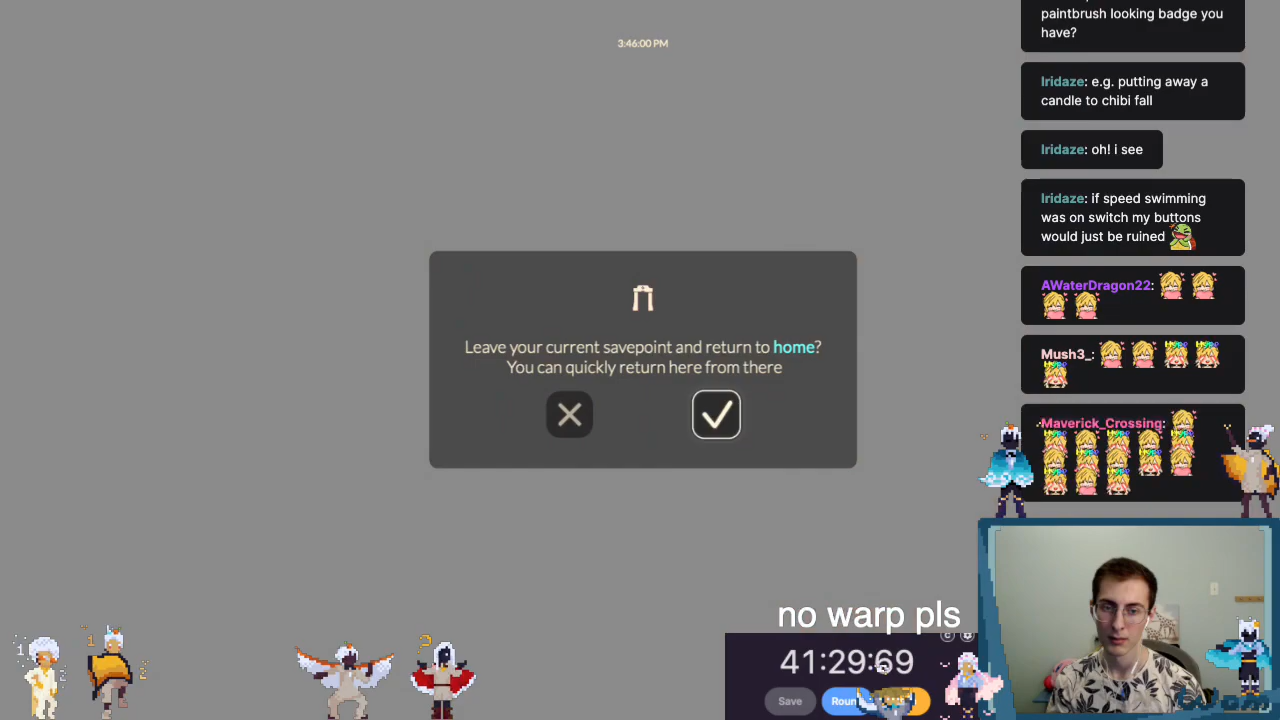 3:46:00 PM
Leave your current savepoint and return to home?
You can quickly return here from there
paintbrush looking badge you
have?
Iridaze: e.g. putting away a
candle to chibi fall
Iridaze: oh! i see
Iridaze: if speed swimming
was on switch my buttons
would just be ruined
AWaterDragon22:
Mush3_:
Maverick_Crossing:
no warp pls
41:29:69
Save